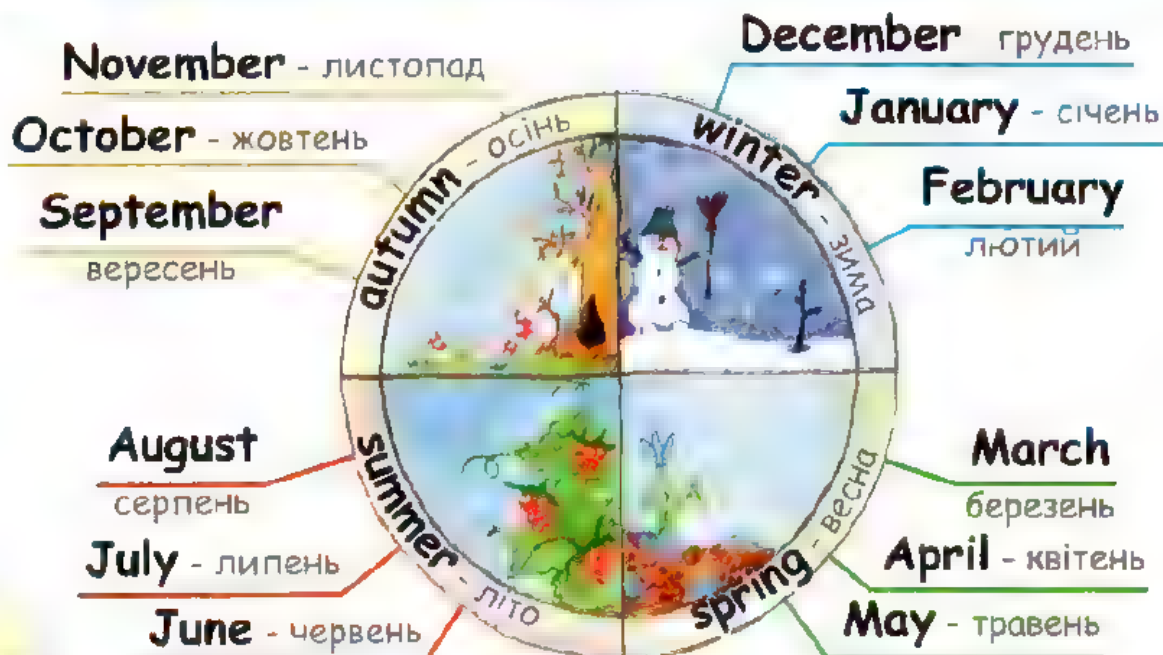 November - листопад
October - жовтень
September
вересень
autumn - осінь
December грудень
January - січень
February
лютий
winter - зима
August
серпень
July - липень
June - червень
summer - літо
March
березень
April - квітень
May - травень
spring - весна